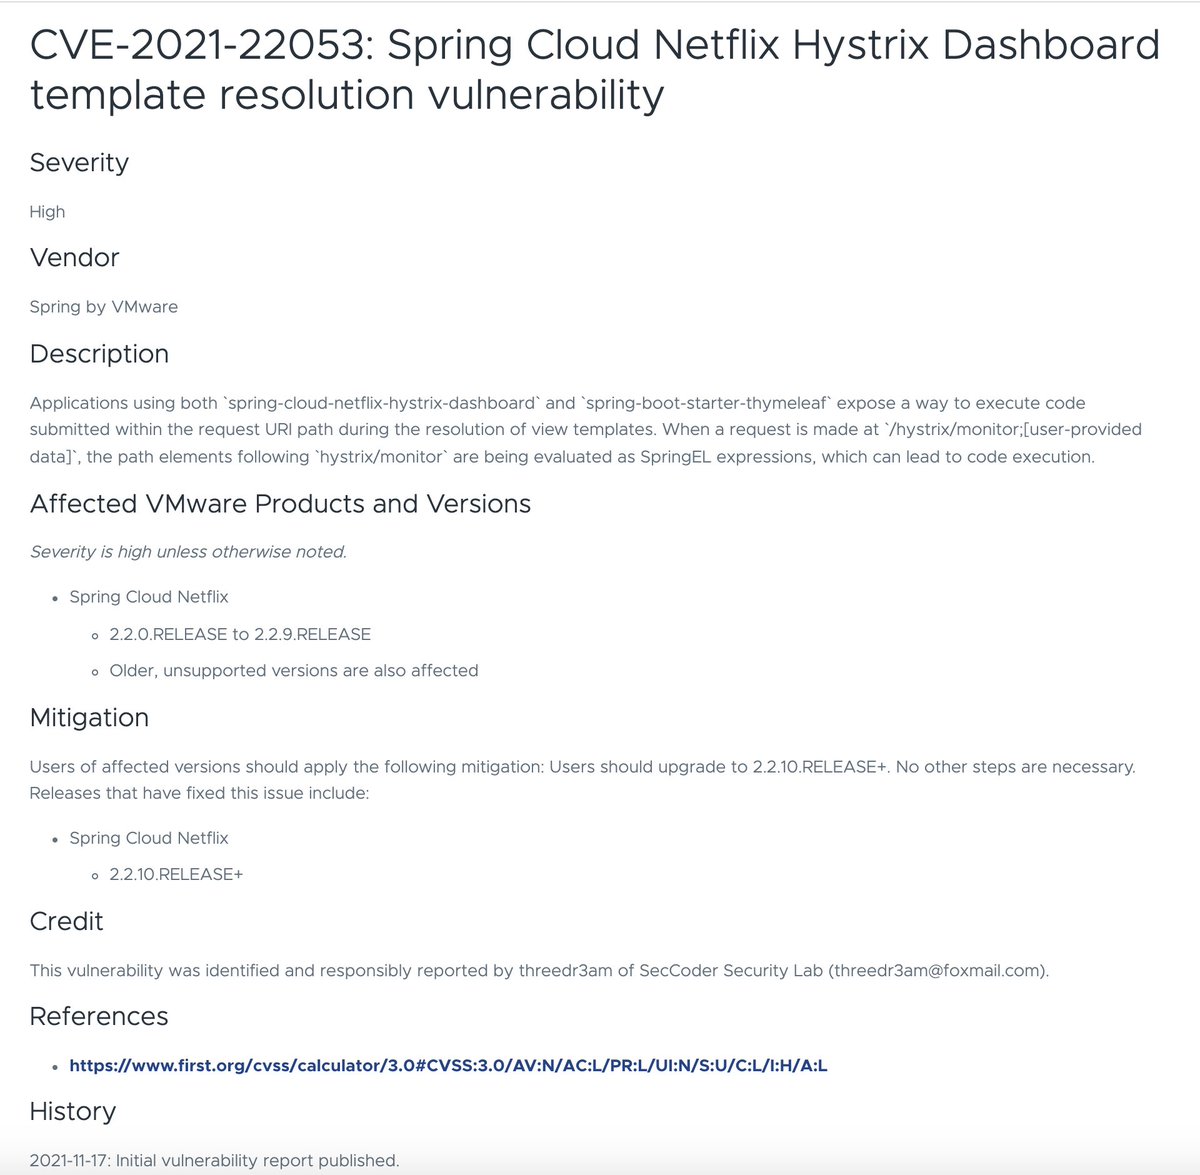 CVE-2021-22053: Spring Cloud Netflix Hystrix Dashboard
template resolution vulnerability
Severity
High
Vendor
Spring by VMware
Description
Applications using both `spring-cloud-netflix-hystrix-dashboard` and `spring-boot-starter-thymeleaf` expose a way to execute code
submitted within the request URI path during the resolution of view templates. When a request is made at `/hystrix/monitor;[user-provided
data]`, the path elements following `hystrix/monitor` are being evaluated as SpringEL expressions, which can lead to code execution.
Affected VMware Products and Versions
Severity is high unless otherwise noted.
• Spring Cloud Netflix
◦ 2.2.0.RELEASE to 2.2.9.RELEASE
◦ Older, unsupported versions are also affected
Mitigation
Users of affected versions should apply the following mitigation: Users should upgrade to 2.2.10.RELEASE+. No other steps are necessary.
Releases that have fixed this issue include:
• Spring Cloud Netflix
◦ 2.2.10.RELEASE+
Credit
This vulnerability was identified and responsibly reported by threedr3am of SecCoder Security Lab (threedr3am@foxmail.com).
References
• https://www.first.org/cvss/calculator/3.0#CVSS:3.0/AV:N/AC:L/PR:L/UI:N/S:U/C:L/I:H/A:L
History
2021-11-17: Initial vulnerability report published.